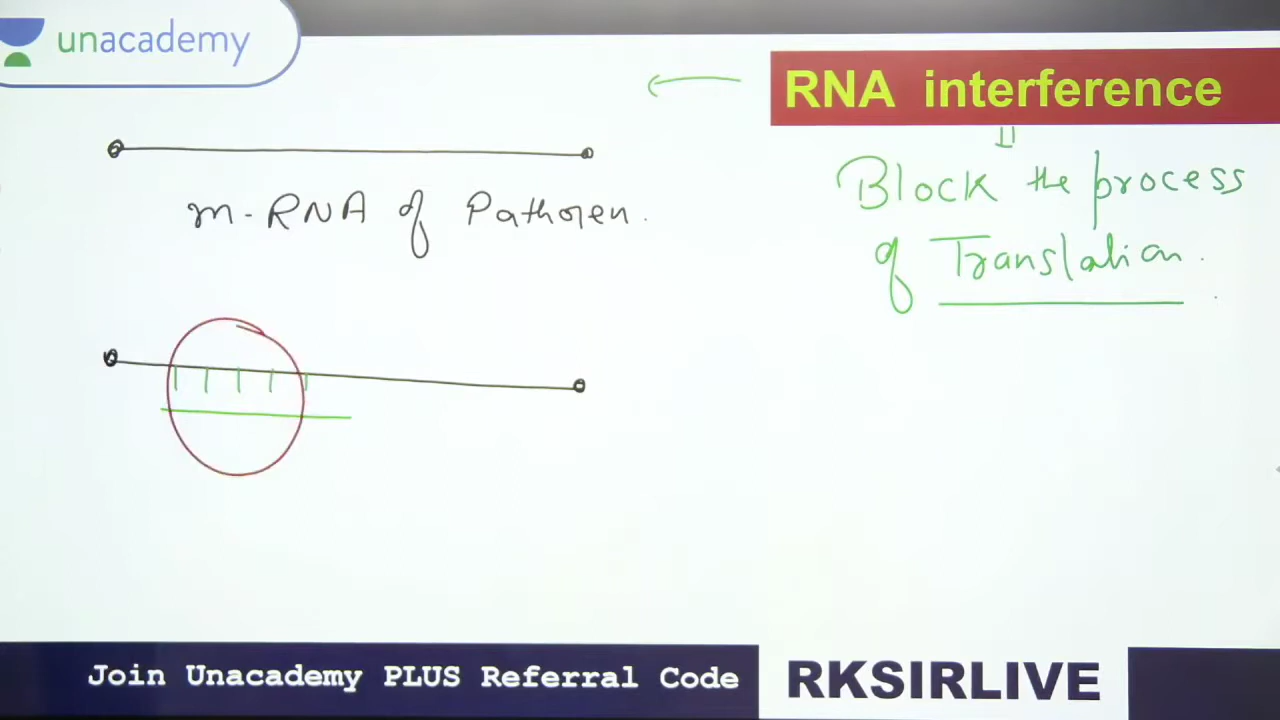 unacademy
RNA interference
Block the process
of Translation.
m-RNA of Pathogen.
Join Unacademy PLUS Referral Code
RKSIRLIVE